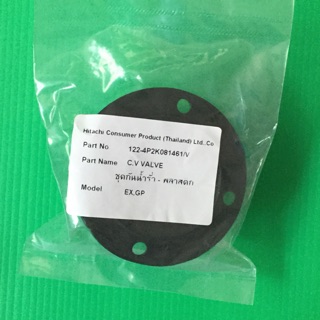 Hitachi Consumer Product (Thailand) Ltd.,Co
Part No 122-4P2K081461/V
Part Name C.V VALVE
ชุดกันน้ำรั่ว - พลาสติก
Model EX,GP